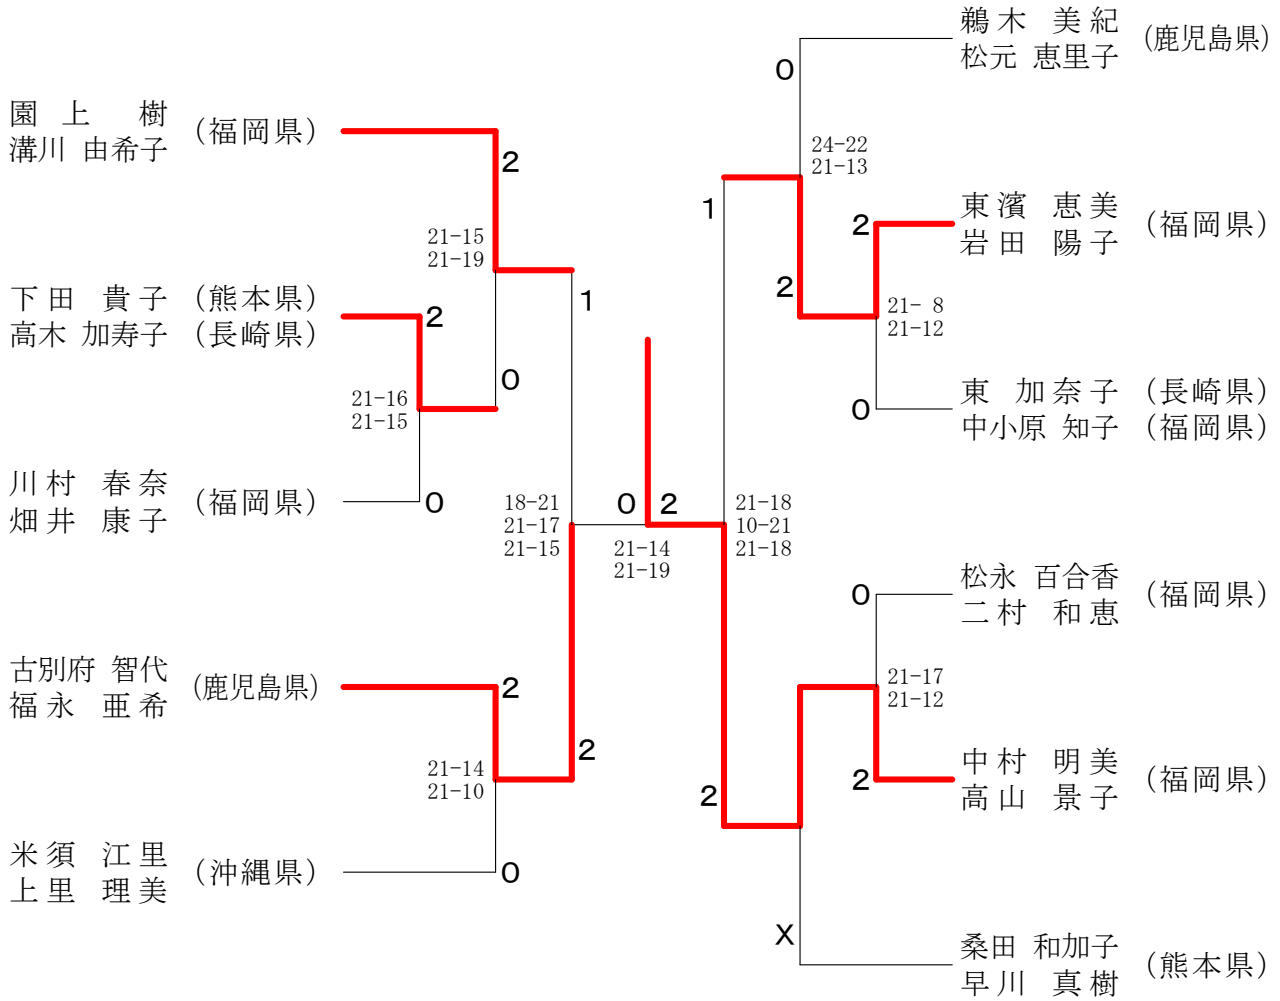 園上 樹
溝川 由希子
(福岡県)
2
21-15
21-19
下田 貴子 (熊本県)
高木 加寿子 (長崎県)
2
0
21-16
21-15
川村 春奈
畑井 康子
(福岡県)
0
1
18-21
21-17
21-15
古別府 智代
福永 亜希
(鹿児島県)
2
2
21-14
21-10
米須 江里
上里 理美
(沖縄県)
0
0 2
21-14
21-19
鵜木 美紀
松元 恵里子
(鹿児島県)
0
24-22
21-13
1
東濱 恵美
岩田 陽子
(福岡県)
2
2
21- 8
21-12
東 加奈子 (長崎県)
中小原 知子 (福岡県)
0
21-18
10-21
21-18
松永 百合香
二村 和恵
(福岡県)
0
21-17
21-12
中村 明美
高山 景子
(福岡県)
2
2
X
桑田 和加子
早川 真樹
(熊本県)